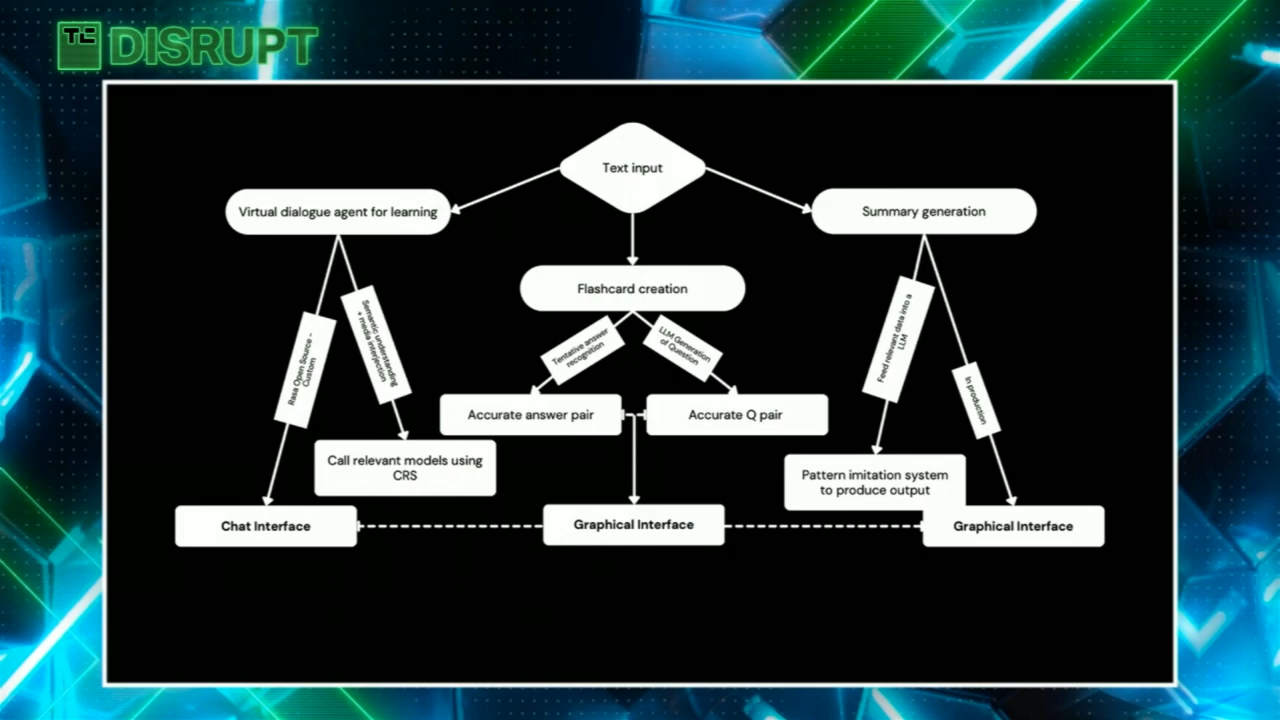 TC DISRUPT
Text input
Virtual dialogue agent for learning
Summary generation
Flashcard creation
Rasa Open Source -
Custom
Semantic understanding
+ media interjection
Tentative answer
recognition
LLM Generation
of Question
Feed relevant data into a
LLM
In production
Accurate answer pair
Accurate Q pair
Call relevant models using
CRS
Pattern imitation system
to produce output
Chat Interface
Graphical Interface
Graphical Interface